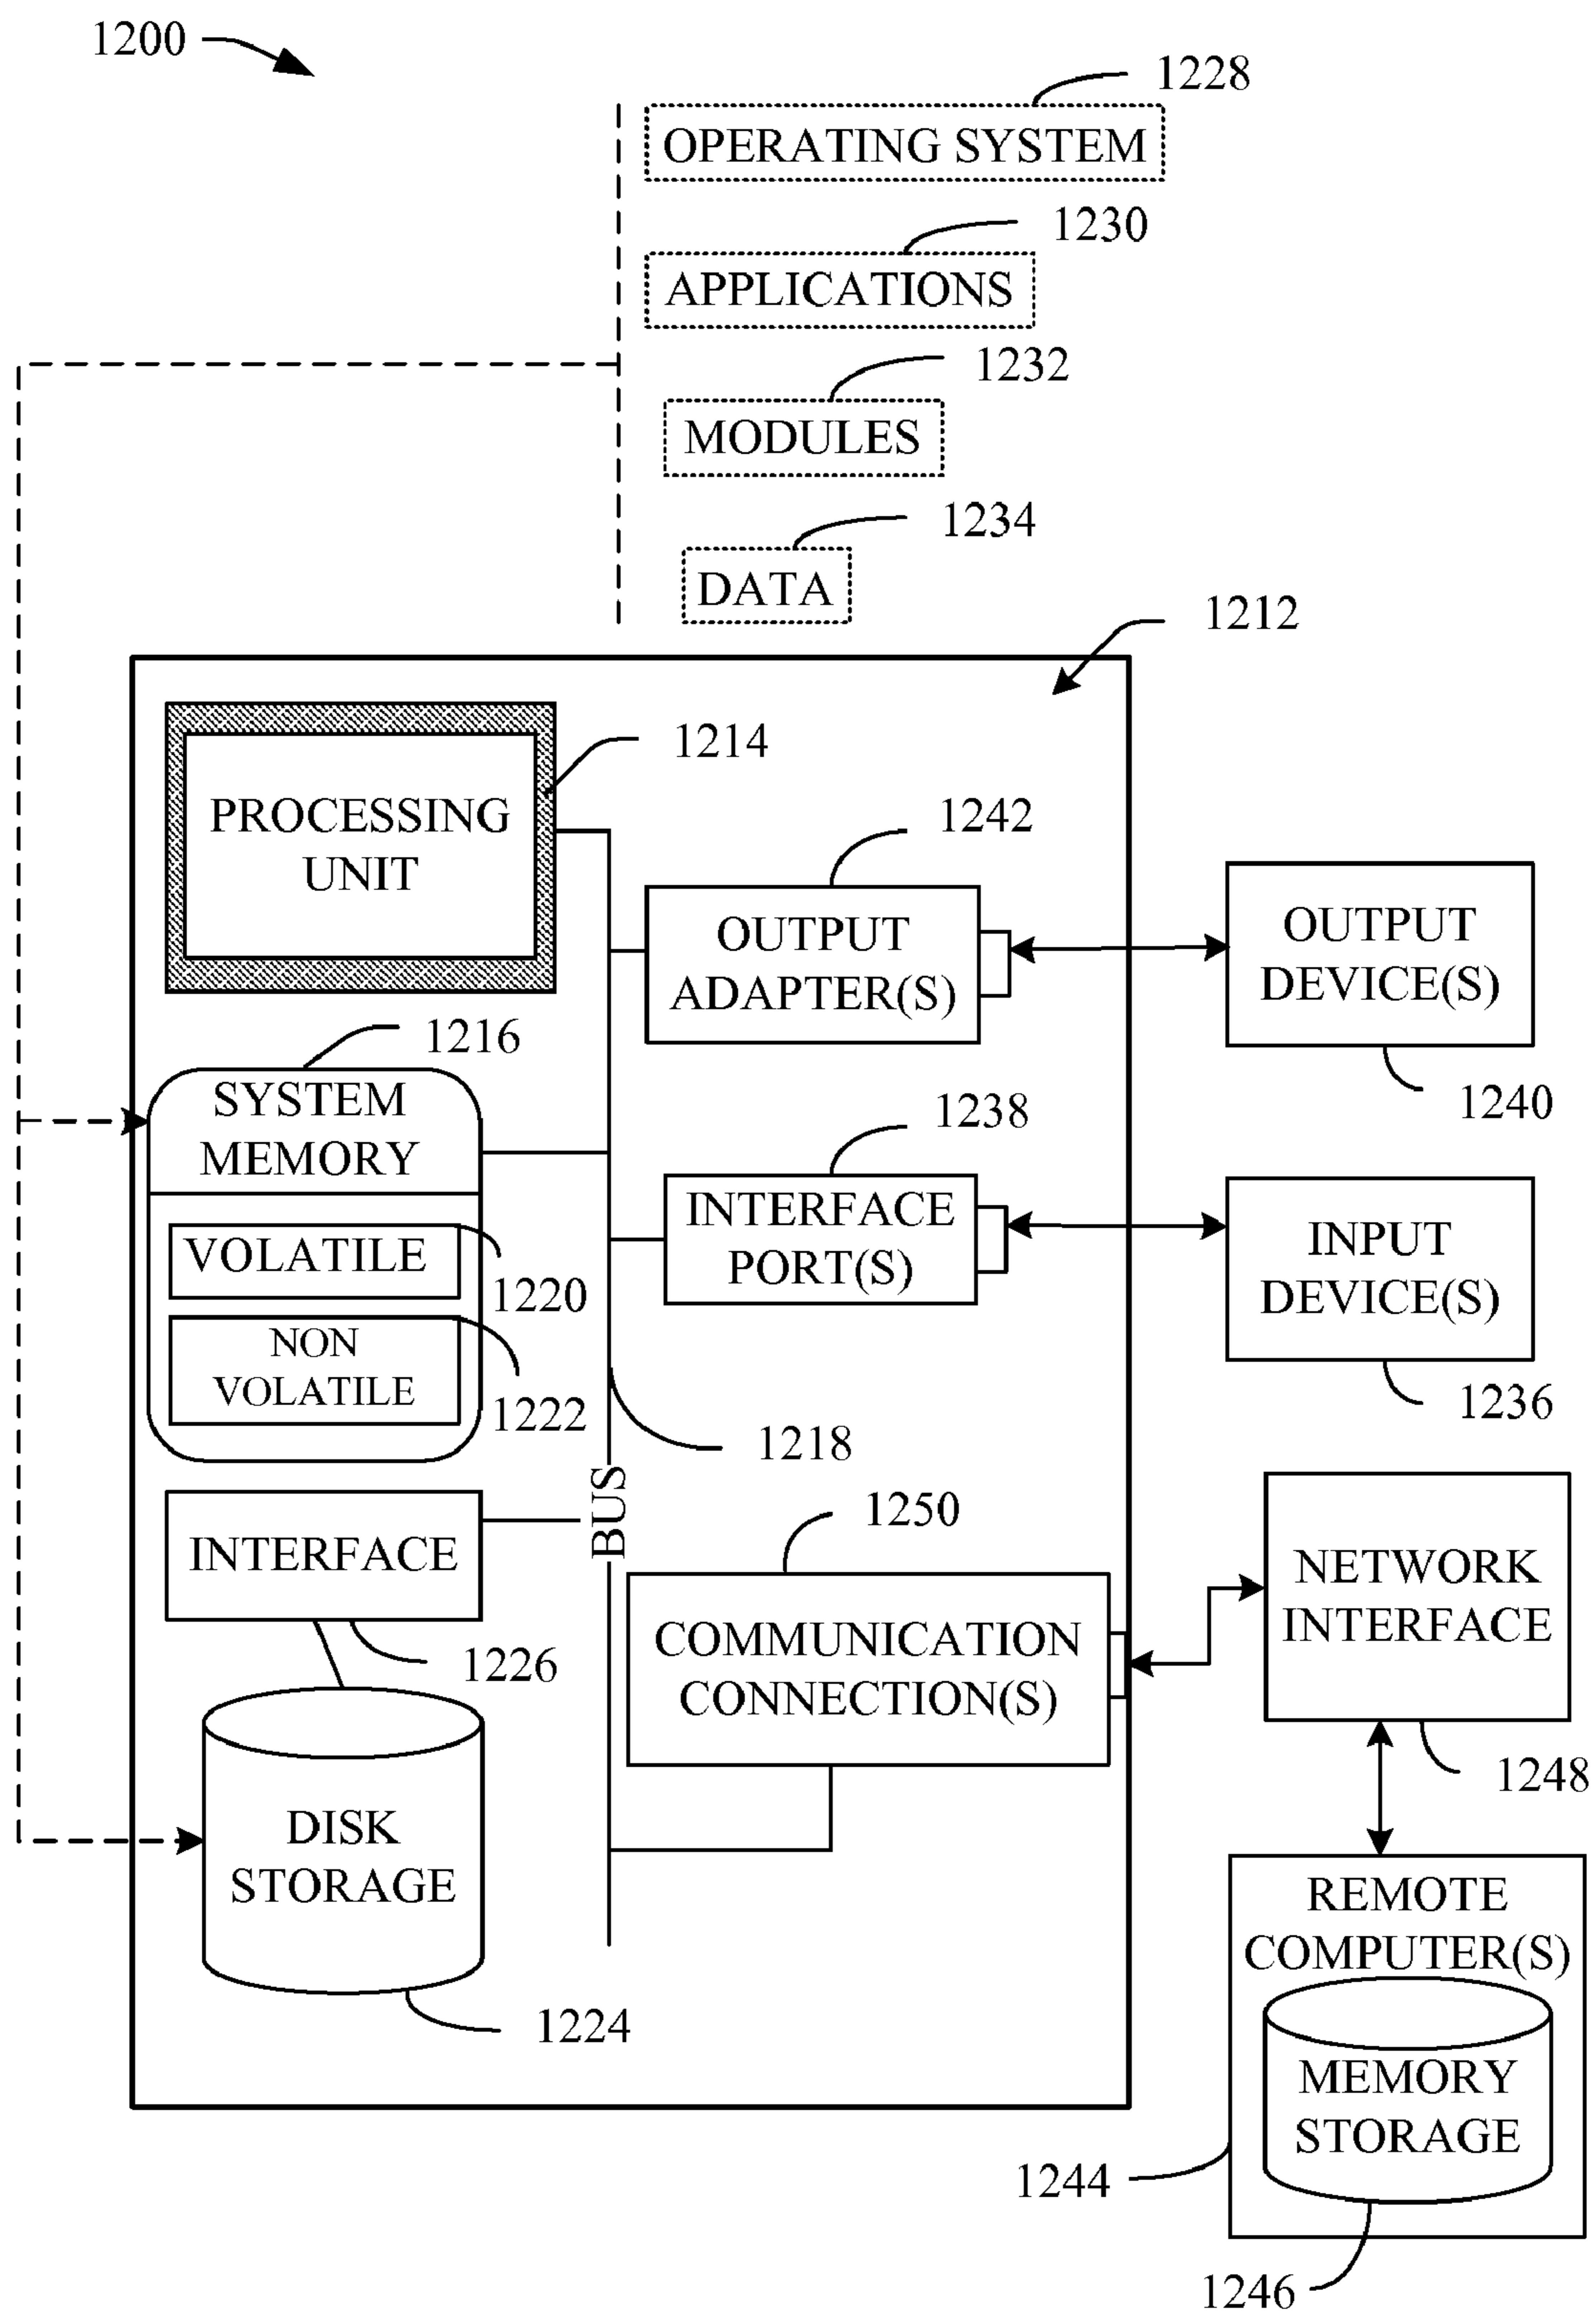 1200
1228
OPERATING SYSTEM
1230
APPLICATIONS
1232
MODULES
1234
DATA
1212
1214
PROCESSING
UNIT
1242
OUTPUT
ADAPTER(S)
OUTPUT
DEVICE(S)
1240
1216
SYSTEM
MEMORY
1238
INTERFACE
PORT(S)
INPUT
DEVICE(S)
1236
VOLATILE
1220
NON
VOLATILE
1222
1218
BUS
INTERFACE
1226
1250
COMMUNICATION
CONNECTION(S)
NETWORK
INTERFACE
1248
DISK
STORAGE
1224
REMOTE
COMPUTER(S)
MEMORY
STORAGE
1244
1246